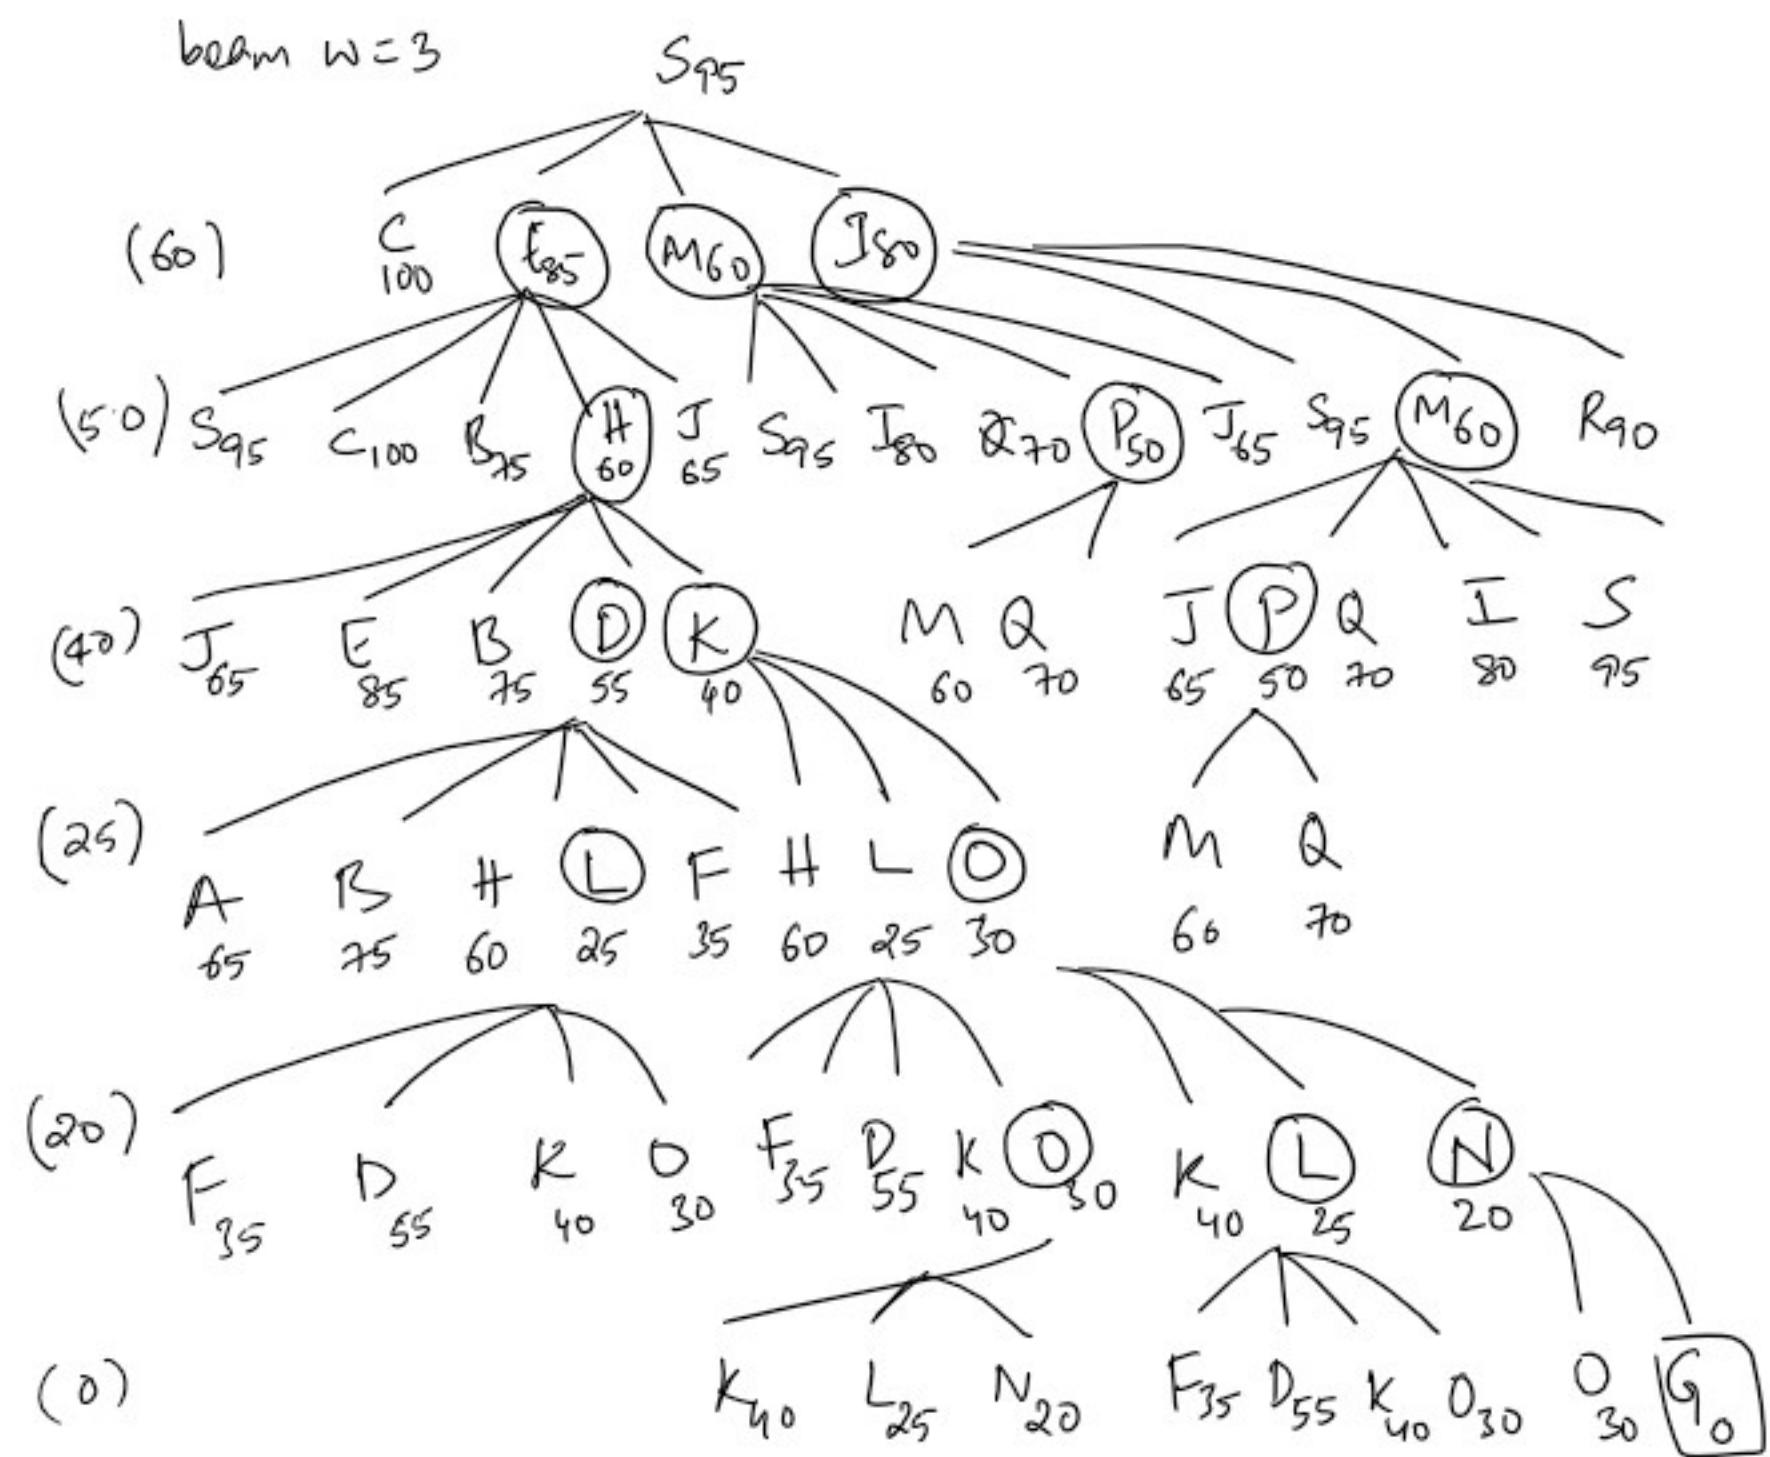 beam w=3
S95
(60) C 100 E85 M60 I80
(50) S95 C100 B75 H 60 J 65 S95 I80 Q70 P50 J65 S95 M60 R90
(40) J65 E 85 B 75 D 55 K 40 M 60 Q 70 J 65 P 50 Q 70 I 80 S 95
(25) A 65 B 75 H 60 L 25 F 35 H 60 L 25 O 30 M 60 Q 70
(20) F 35 D 55 K 40 O 30 F 35 D 55 K 40 O 30 K 40 L 25 N 20
(0) K40 L25 N20 F35 D55 K40 O30 O 30 G0